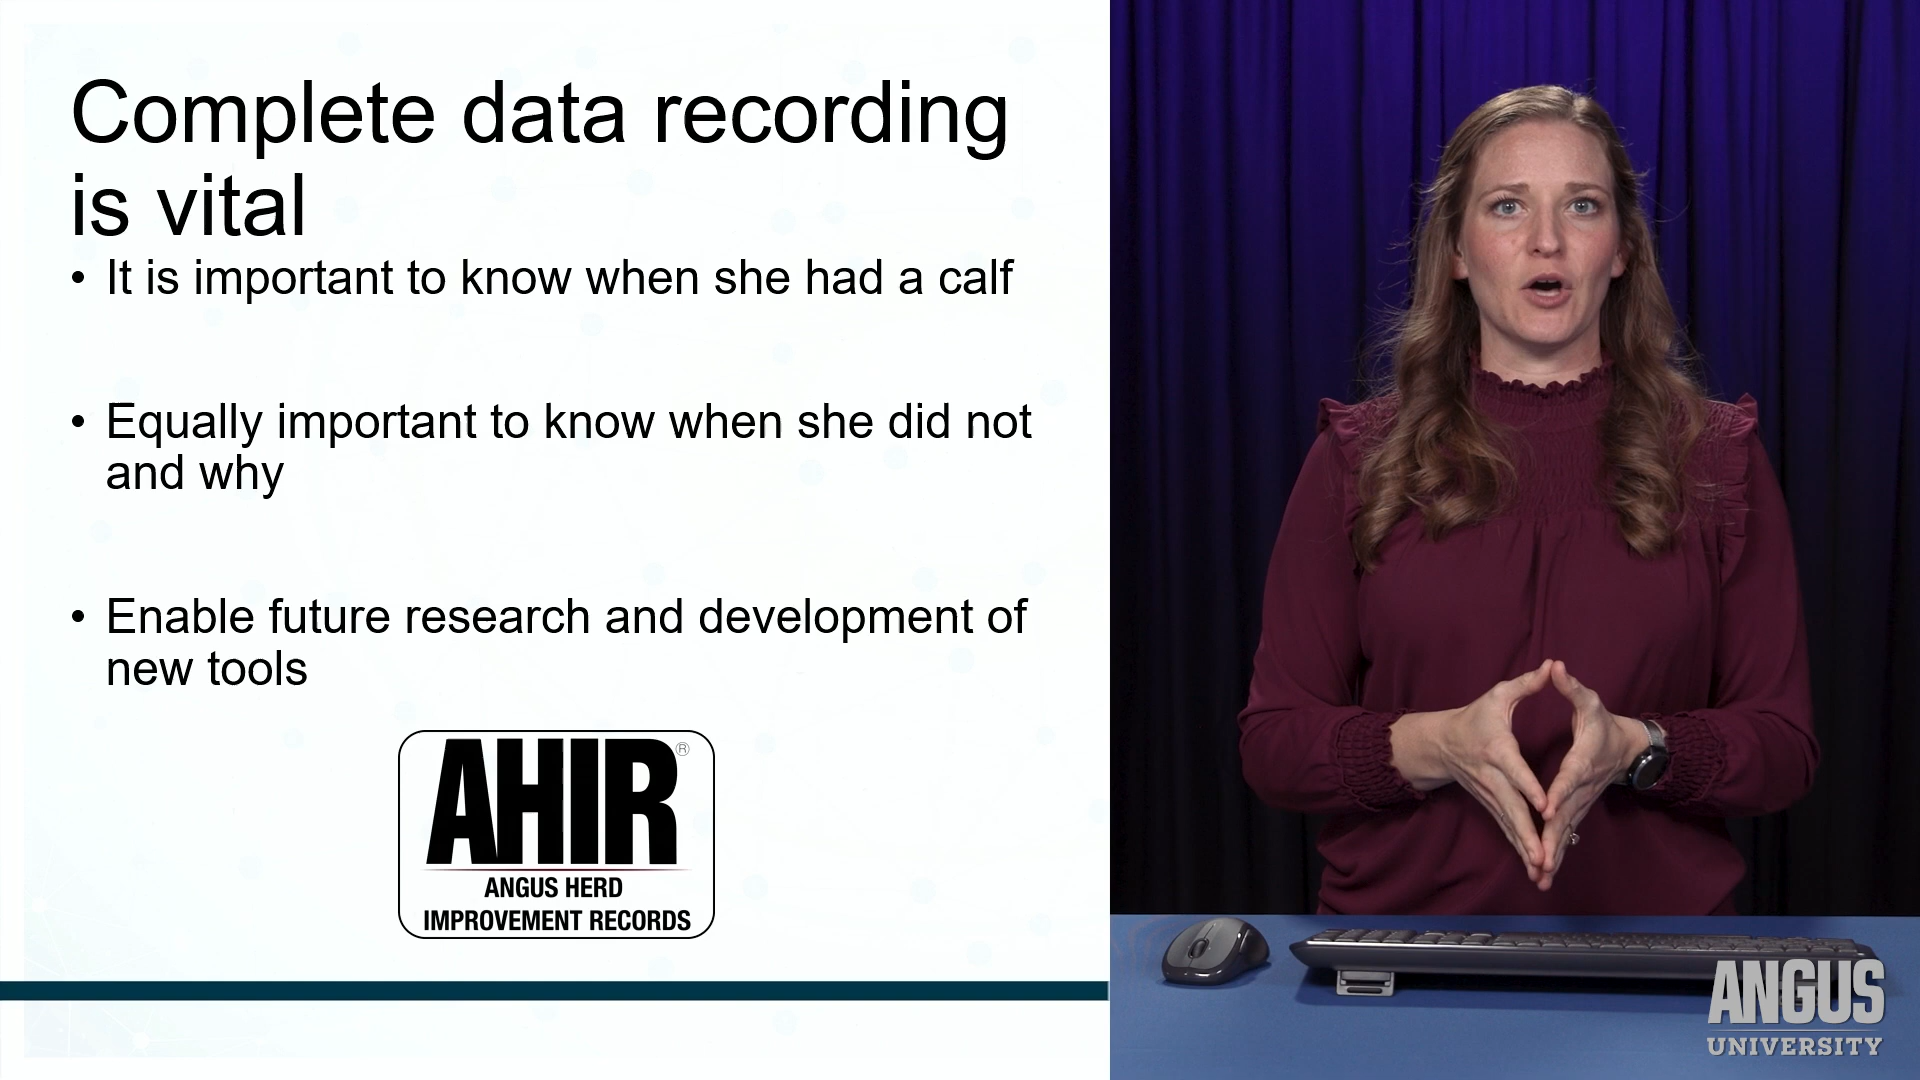 Complete data recording
is vital
• It is important to know when she had a calf
• Equally important to know when she did not
and why
• Enable future research and development of
new tools
AHIR®
ANGUS HERD
IMPROVEMENT RECORDS
ANGUS
UNIVERSITY